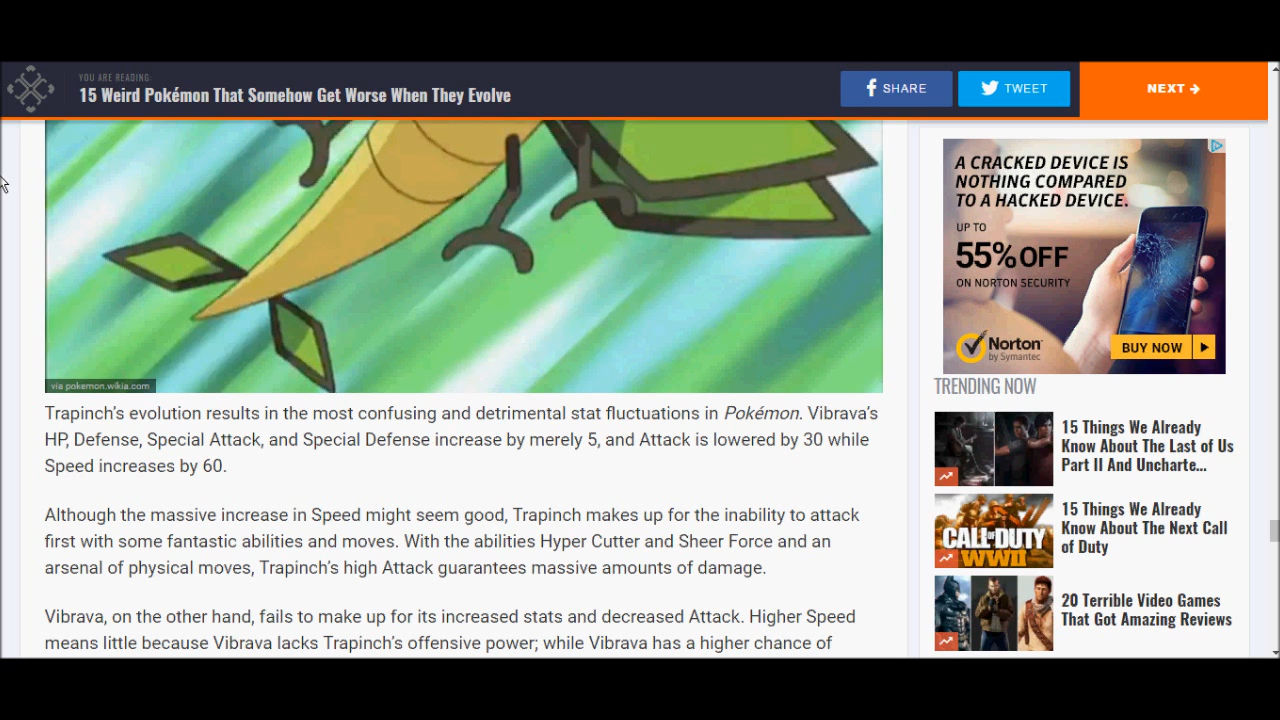 YOU ARE READING:
15 Weird Pokémon That Somehow Get Worse When They Evolve
SHARE
TWEET
NEXT →
via pokemon.wikia.com
Trapinch's evolution results in the most confusing and detrimental stat fluctuations in Pokémon. Vibrava's
HP, Defense, Special Attack, and Special Defense increase by merely 5, and Attack is lowered by 30 while
Speed increases by 60.
Although the massive increase in Speed might seem good, Trapinch makes up for the inability to attack
first with some fantastic abilities and moves. With the abilities Hyper Cutter and Sheer Force and an
arsenal of physical moves, Trapinch's high Attack guarantees massive amounts of damage.
Vibrava, on the other hand, fails to make up for its increased stats and decreased Attack. Higher Speed
means little because Vibrava lacks Trapinch's offensive power; while Vibrava has a higher chance of
A CRACKED DEVICE IS
NOTHING COMPARED
TO A HACKED DEVICE.
UP TO
55% OFF
ON NORTON SECURITY
Norton
by Symantec
BUY NOW
TRENDING NOW
15 Things We Already
Know About The Last of Us
Part II And Uncharte...
CALL OF DUTY
WWII
15 Things We Already
Know About The Next Call
of Duty
20 Terrible Video Games
That Got Amazing Reviews